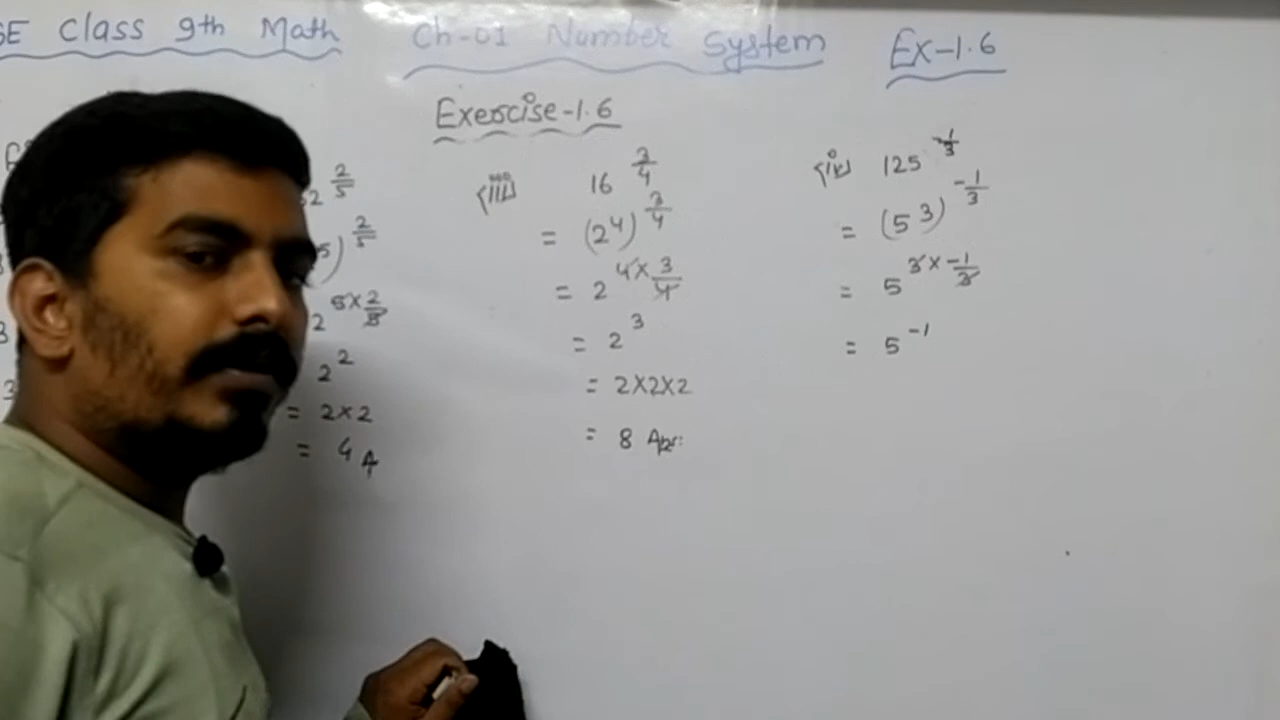 SE Class 9th Math Ch-01 Number System Ex-1.6
Exercise-1.6
2^(2/5)
5)^(2/5)
2^(5×2/5)
2^2
= 2×2
= 4 A
(iii) 16^(3/4)
= (2^4)^(3/4)
= 2^(4×3/4)
= 2^3
= 2×2×2
= 8
(iv) 125^(-1/3)
= (5^3)^(-1/3)
= 5^(3×-1/3)
= 5^-1